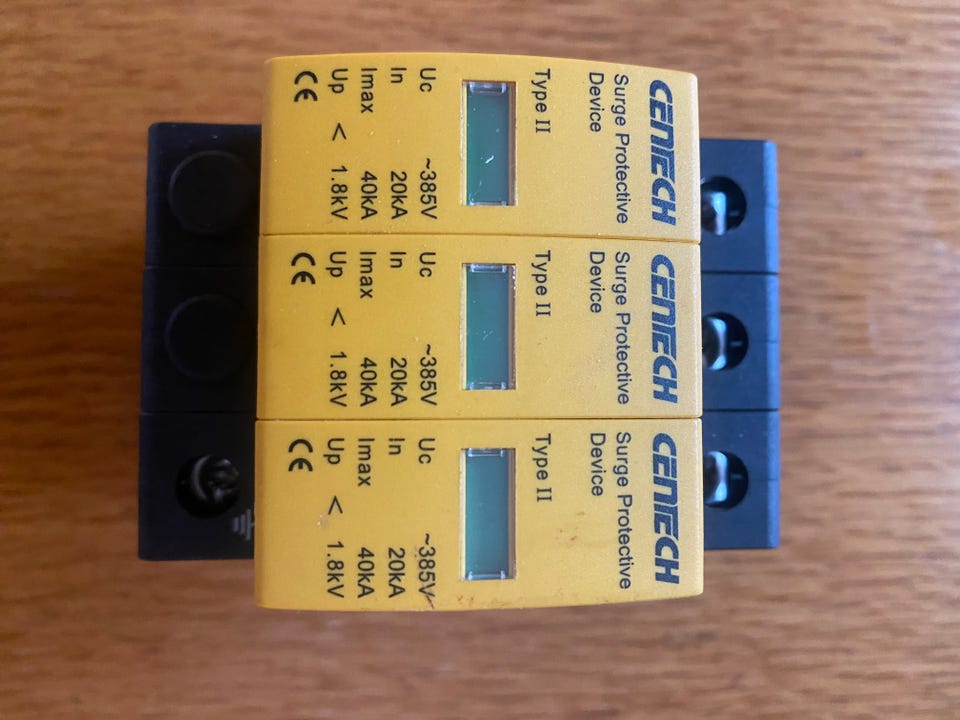 CENTECH
Surge Protective
Device
Type II
Uc ~385V
In 20kA
Imax 40kA
Up < 1.8kV
CE
CENTECH
Surge Protective
Device
Type II
Uc ~385V
In 20kA
Imax 40kA
Up < 1.8kV
CE
CENTECH
Surge Protective
Device
Type II
Uc ~385V
In 20kA
Imax 40kA
Up < 1.8kV
CE